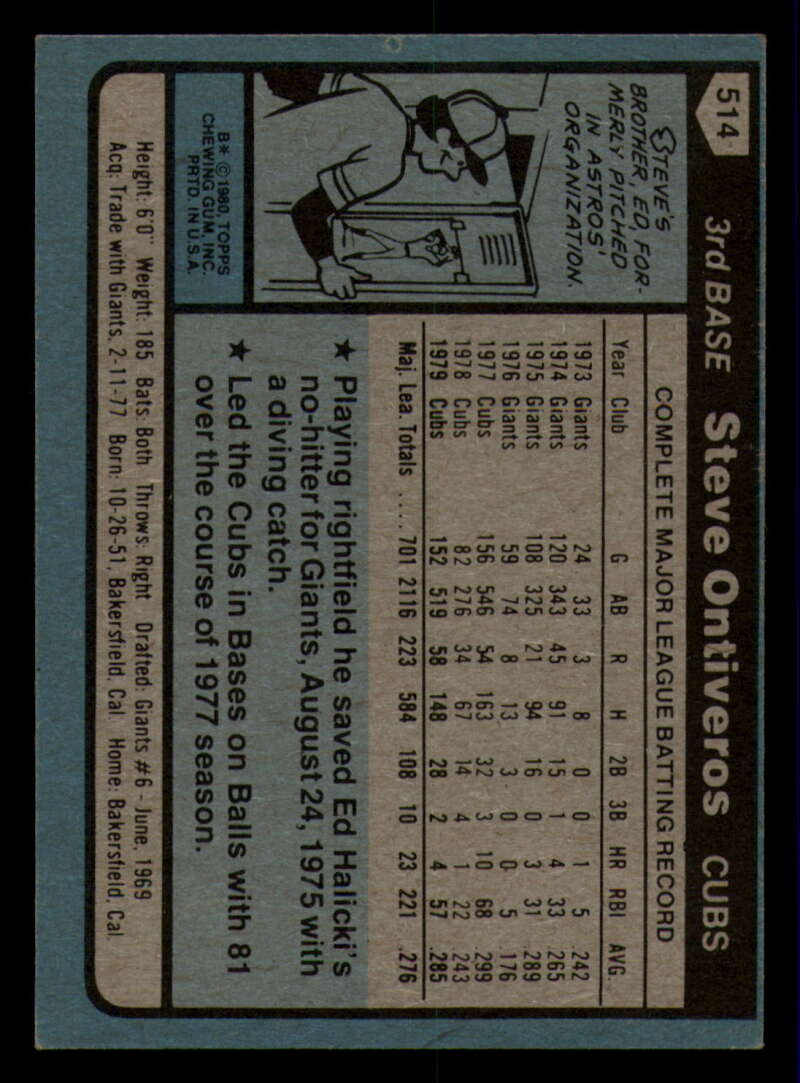 514
3rd BASE Steve Ontiveros CUBS
STEVE'S
BROTHER, ED, FOR-
MERLY PITCHED
IN ASTROS'
ORGANIZATION.
B* © 1980, TOPPS
CHEWING GUM, INC.
PRTD. IN U.S.A.
COMPLETE MAJOR LEAGUE BATTING RECORD
Year Club G AB R H 2B 3B HR RBI AVG.
1973 Giants 24 33 3 8 0 0 1 5 .242
1974 Giants 120 343 45 91 15 1 4 33 .265
1975 Giants 108 325 21 94 16 0 3 31 .289
1976 Giants 59 74 8 13 3 0 0 5 .176
1977 Cubs 156 546 54 163 32 3 10 68 .299
1978 Cubs 82 276 34 67 14 4 1 22 .243
1979 Cubs 152 519 58 148 28 2 4 57 .285
Maj. Lea. Totals .... 701 2116 223 584 108 10 23 221 .276
★ Playing rightfield he saved Ed Halicki's
no-hitter for Giants, August 24, 1975 with
a diving catch.
★ Led the Cubs in Bases on Balls with 81
over the course of 1977 season.
Height: 6'0" Weight: 185 Bats: Both Throws: Right Drafted: Giants #6 - June, 1969
Acq: Trade with Giants, 2-11-77 Born: 10-26-51, Bakersfield, Cal. Home: Bakersfield, Cal.